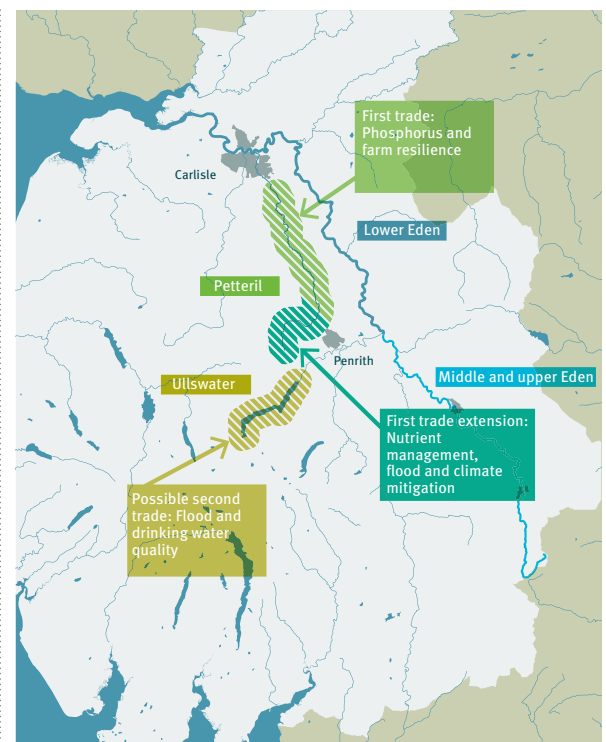 First trade:
Phosphorus and
farm resilience
Carlisle
Lower Eden
Petteril
Penrith
Ullswater
Middle and upper Eden
First trade extension:
Nutrient
management,
flood and climate
mitigation
Possible second
trade: Flood and
drinking water
quality